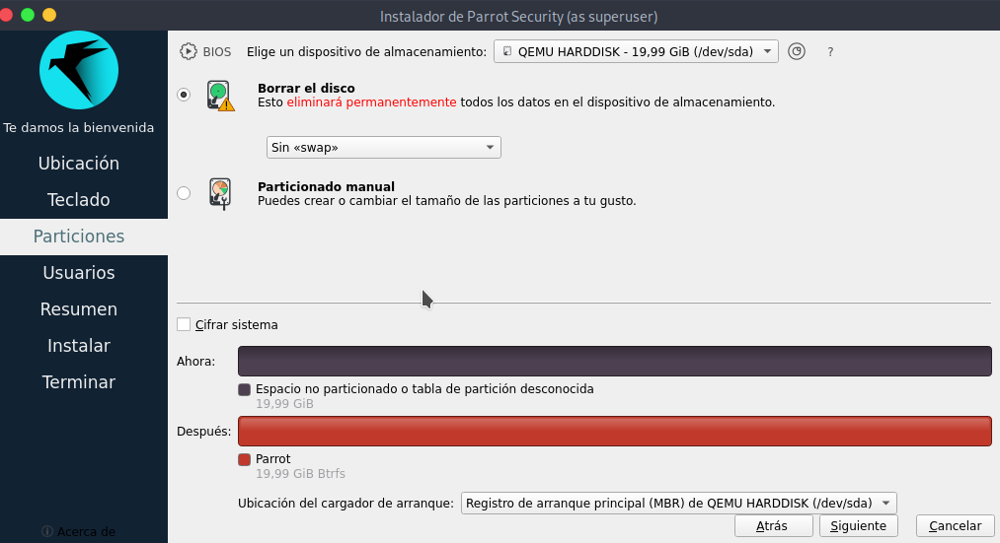 Instalador de Parrot Security (as superuser)
Te damos la bienvenida
Ubicación
Teclado
Particiones
Usuarios
Resumen
Instalar
Terminar
Acerca de
BIOS Elige un dispositivo de almacenamiento: QEMU HARDDISK - 19,99 GiB (/dev/sda) ?
Borrar el disco
Esto eliminará permanentemente todos los datos en el dispositivo de almacenamiento.
Sin «swap»
Particionado manual
Puedes crear o cambiar el tamaño de las particiones a tu gusto.
Cifrar sistema
Ahora:
Espacio no particionado o tabla de partición desconocida
19,99 GiB
Después:
Parrot
19,99 GiB Btrfs
Ubicación del cargador de arranque: Registro de arranque principal (MBR) de QEMU HARDDISK (/dev/sda)
Atrás Siguiente Cancelar